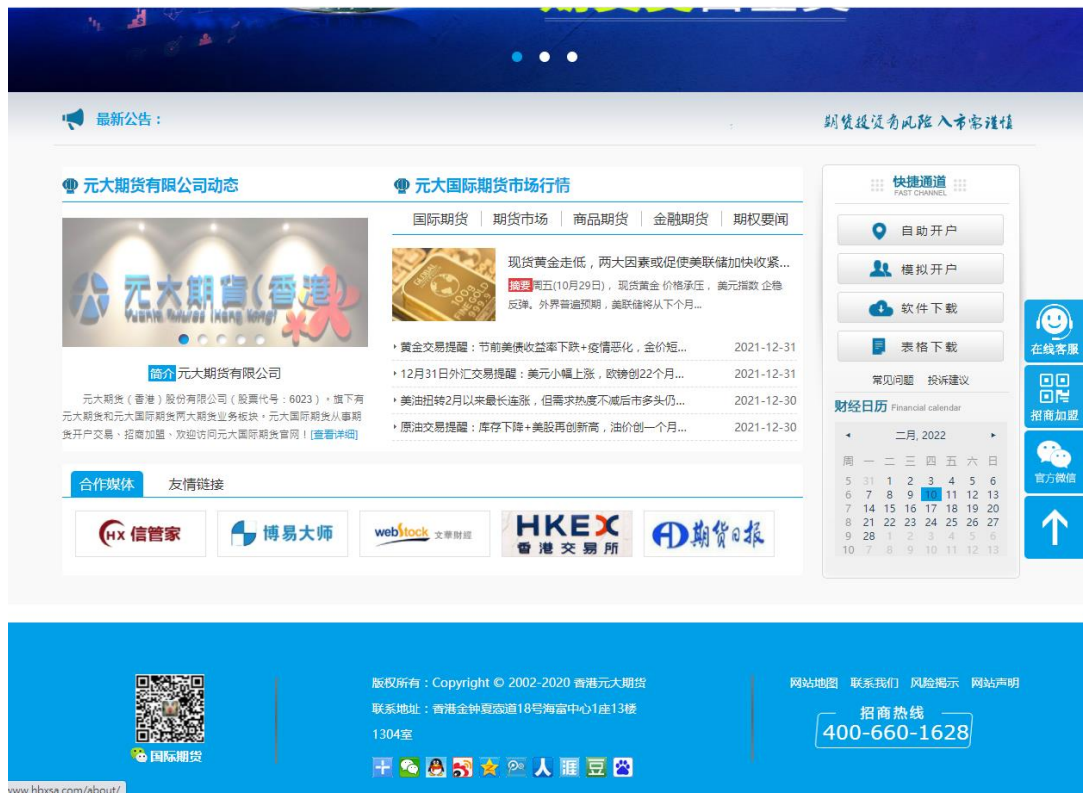 最新公告：
期货投资有风险 入市需谨慎
元大期货有限公司动态
元大期貨(香港)
简介 元大期货有限公司
元大期货（香港）股份有限公司（股票代号：6023），旗下有
元大期货和元大国际期货两大期货业务板块。元大国际期货从事期
货开户交易、招商加盟、欢迎访问元大国际期货官网！[查看详细]
元大国际期货市场行情
国际期货 期货市场 商品期货 金融期货 期权要闻
现货黄金走低，两大因素或促使美联储加快收紧...
摘要 周五(10月29日)，现货黄金 价格承压， 美元指数 企稳
反弹。外界普遍预期，美联储将从下个月...
黄金交易提醒：节前美债收益率下跌+疫情恶化，金价短... 2021-12-31
12月31日外汇交易提醒：美元小幅上涨，欧镑创22个月... 2021-12-31
美油扭转2月以来最长连涨，但需求热度不减后市多头仍... 2021-12-30
原油交易提醒：库存下降+美股再创新高，油价创一个月... 2021-12-30
合作媒体 友情链接
HX 信管家
博易大师
webstock 文华财经
HKEX
香港交易所
期货日报
快捷通道
FAST CHANNEL
自助开户
模拟开户
软件下载
表格下载
常见问题 投诉建议
财经日历 Financial calendar
二月, 2022
周 一 二 三 四 五 六 日
5 31 1 2 3 4 5 6
6 7 8 9 10 11 12 13
7 14 15 16 17 18 19 20
8 21 22 23 24 25 26 27
9 28 1 2 3 4 5 6
10 7 8 9 10 11 12 13
在线客服
招商加盟
官方微信
国际期货
版权所有：Copyright © 2002-2020 香港元大期货
联系地址：香港金钟夏悫道18号海富中心1座13楼
1304室
网站地图 联系我们 风险揭示 网站声明
招商热线
400-660-1628
www.hbxsa.com/about/